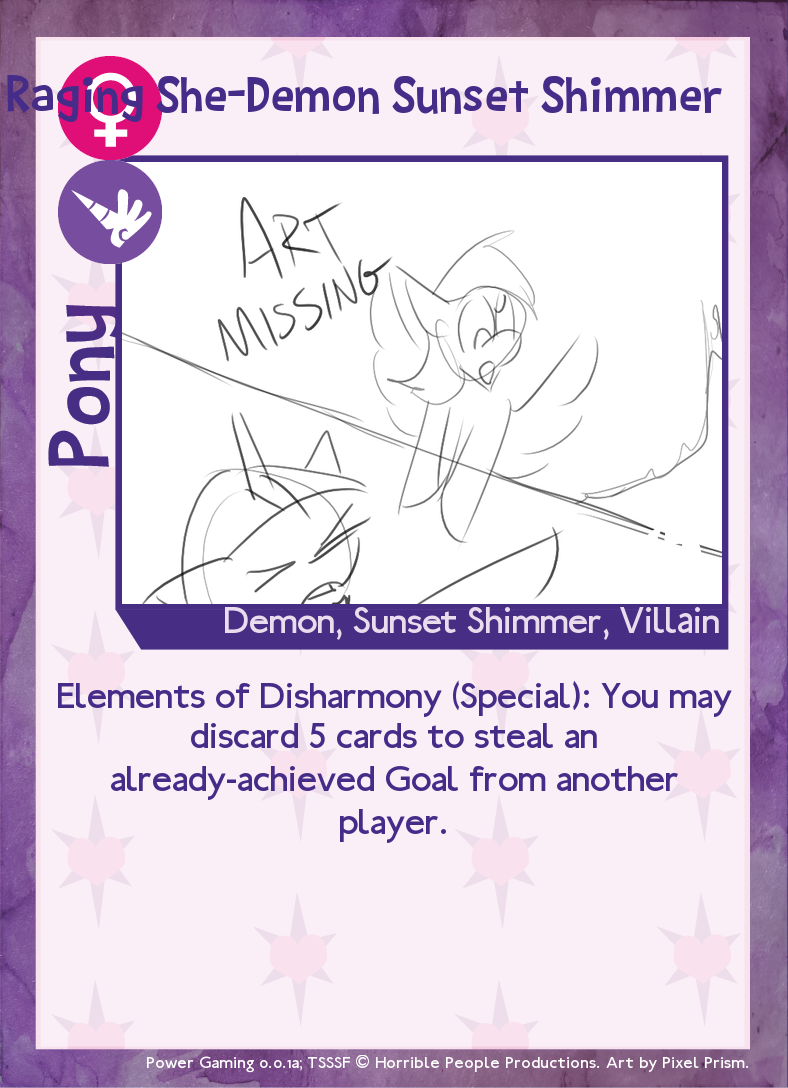 Raging She-Demon Sunset Shimmer
Pony
ART
MISSING
Demon, Sunset Shimmer, Villain
Elements of Disharmony (Special): You may
discard 5 cards to steal an
already-achieved Goal from another
player.
Power Gaming 0.0.1a; TSSSF © Horrible People Productions. Art by Pixel Prism.